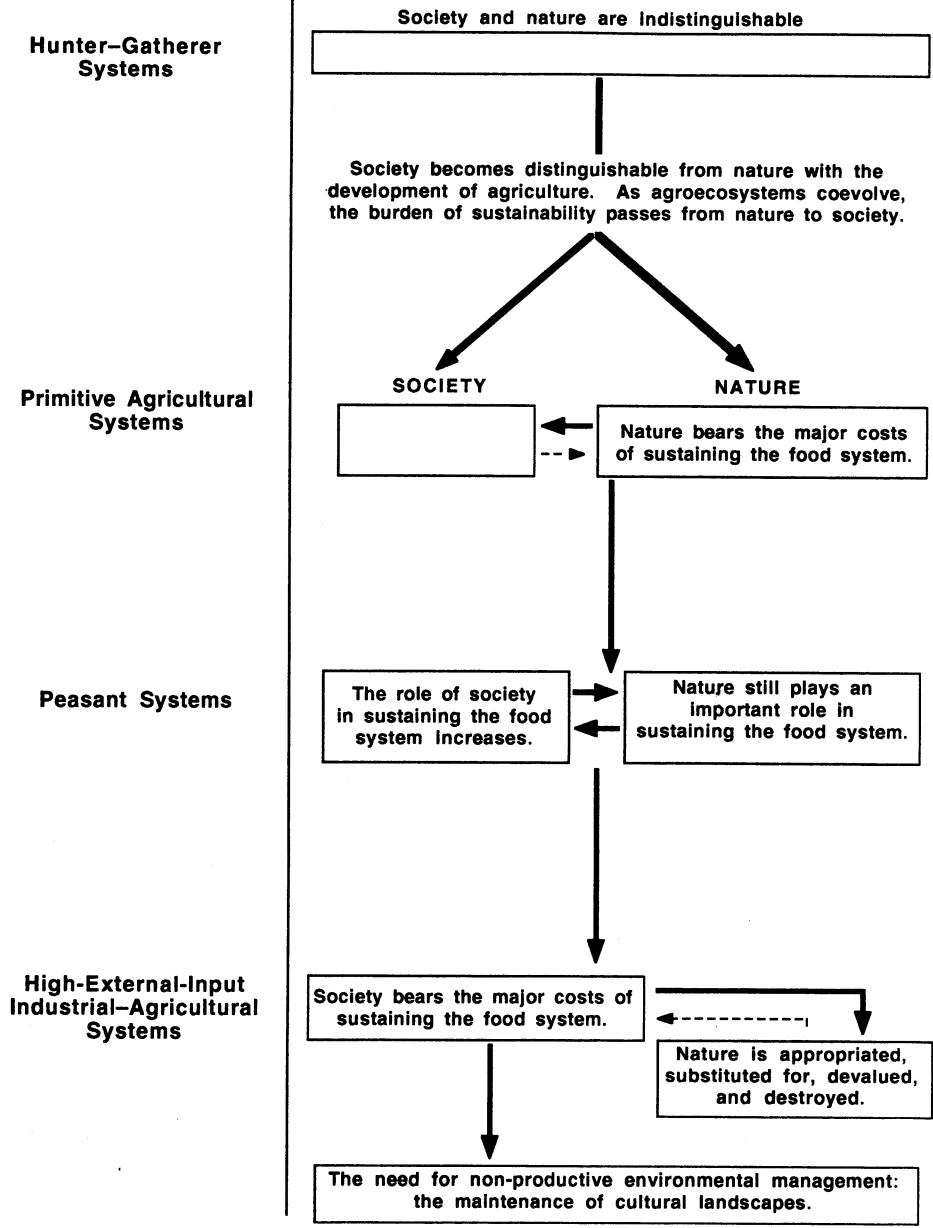 Society and nature are indistinguishable
Hunter–Gatherer
Systems
Society becomes distinguishable from nature with the
development of agriculture. As agroecosystems coevolve,
the burden of sustainability passes from nature to society.
SOCIETY
NATURE
Primitive Agricultural
Systems
Nature bears the major costs
of sustaining the food system.
Peasant Systems
The role of society
in sustaining the food
system increases.
Nature still plays an
important role in
sustaining the food system.
High-External-Input
Industrial–Agricultural
Systems
Society bears the major costs of
sustaining the food system.
Nature is appropriated,
substituted for, devalued,
and destroyed.
The need for non-productive environmental management:
the maintenance of cultural landscapes.